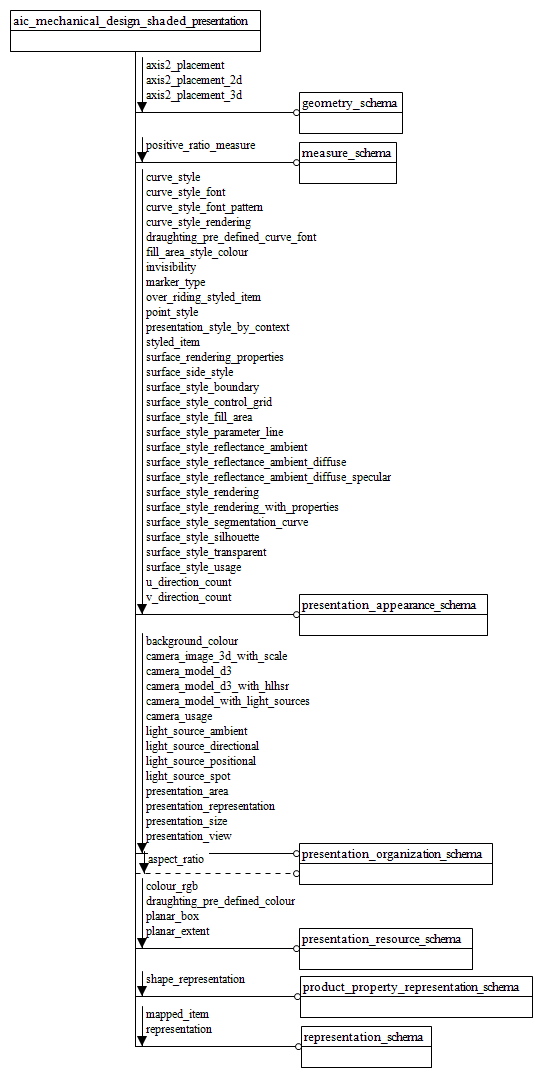 aic_mechanical_design_shaded_presentation
axis2_placement
axis2_placement_2d
axis2_placement_3d
geometry_schema
positive_ratio_measure
measure_schema
curve_style
curve_style_font
curve_style_font_pattern
curve_style_rendering
draughting_pre_defined_curve_font
fill_area_style_colour
invisibility
marker_type
over_riding_styled_item
point_style
presentation_style_by_context
styled_item
surface_rendering_properties
surface_side_style
surface_style_boundary
surface_style_control_grid
surface_style_fill_area
surface_style_parameter_line
surface_style_reflectance_ambient
surface_style_reflectance_ambient_diffuse
surface_style_reflectance_ambient_diffuse_specular
surface_style_rendering
surface_style_rendering_with_properties
surface_style_segmentation_curve
surface_style_silhouette
surface_style_transparent
surface_style_usage
u_direction_count
v_direction_count
presentation_appearance_schema
background_colour
camera_image_3d_with_scale
camera_model_d3
camera_model_d3_with_hlhsr
camera_model_with_light_sources
camera_usage
light_source_ambient
light_source_directional
light_source_positional
light_source_spot
presentation_area
presentation_representation
presentation_size
presentation_view
presentation_organization_schema
aspect_ratio
colour_rgb
draughting_pre_defined_colour
planar_box
planar_extent
presentation_resource_schema
shape_representation
product_property_representation_schema
mapped_item
representation
representation_schema